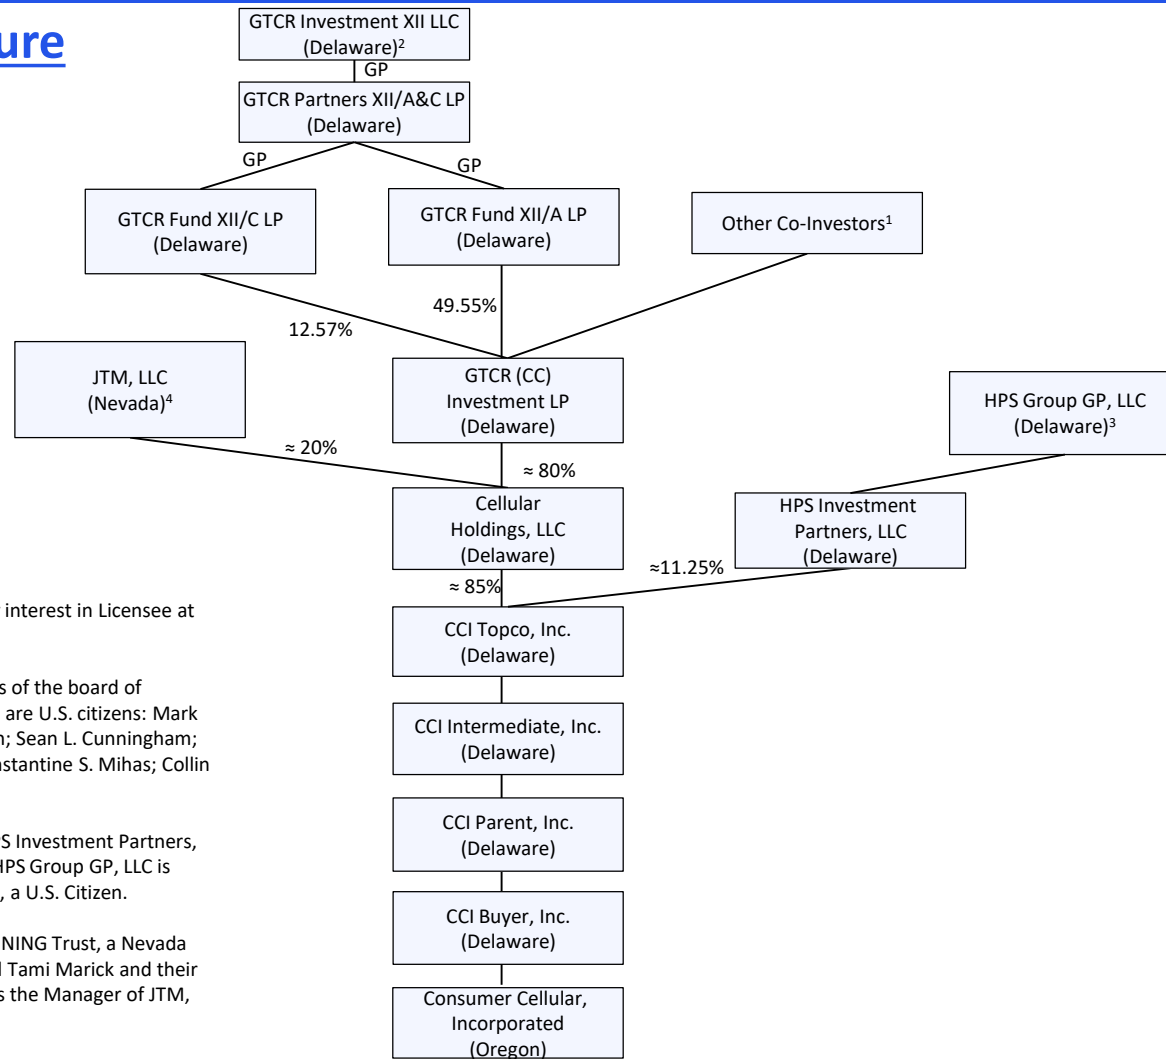 ure
GTCR Investment XII LLC
(Delaware)²
GP
GTCR Partners XII/A&C LP
(Delaware)
GP
GP
GTCR Fund XII/C LP
(Delaware)
GTCR Fund XII/A LP
(Delaware)
Other Co-Investors¹
12.57%
49.55%
JTM, LLC
(Nevada)⁴
GTCR (CC)
Investment LP
(Delaware)
HPS Group GP, LLC
(Delaware)³
≈ 20%
≈ 80%
Cellular
Holdings, LLC
(Delaware)
HPS Investment
Partners, LLC
(Delaware)
≈ 85%
≈11.25%
CCI Topco, Inc.
(Delaware)
CCI Intermediate, Inc.
(Delaware)
CCI Parent, Inc.
(Delaware)
CCI Buyer, Inc.
(Delaware)
Consumer Cellular,
Incorporated
(Oregon)
interest in Licensee at
s of the board of
are U.S. citizens: Mark
n; Sean L. Cunningham;
nstantine S. Mihas; Collin
PS Investment Partners,
HPS Group GP, LLC is
, a U.S. Citizen.
NING Trust, a Nevada
d Tami Marick and their
s the Manager of JTM,